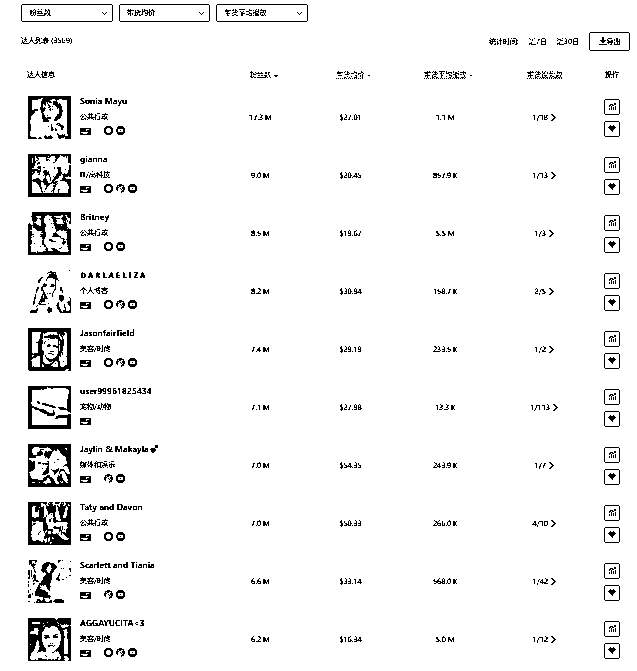 粉丝数 带货均价 带货平均播放
达人列表 (3569)
统计时间: 近7日 近30日 导出
达人信息 粉丝数 带货均价 带货平均播放 带货视频数 操作
Sonia Mayu
公共行政
17.3 M $27.01 1.1 M 1/18
gianna
IT/高科技
9.0 M $20.45 857.9 K 1/13
Britney
公共行政
8.5 M $19.67 5.5 M 1/3
DARLAELIZA
个人博客
8.2 M $30.94 158.7 K 2/5
Jasonfairfield
美容/时尚
7.4 M $29.19 233.5 K 1/2
user99961825434
宠物/动物
7.1 M $27.98 13.3 K 1/113
Jaylin & Makayla
媒体和娱乐
7.0 M $54.35 243.9 K 1/7
Taty and Davon
公共行政
7.0 M $50.33 266.0 K 4/10
Scarlett and Tiania
美容/时尚
6.6 M $33.14 568.0 K 1/42
AGGAYUCITA<3
美容/时尚
6.2 M $16.34 5.0 M 1/12